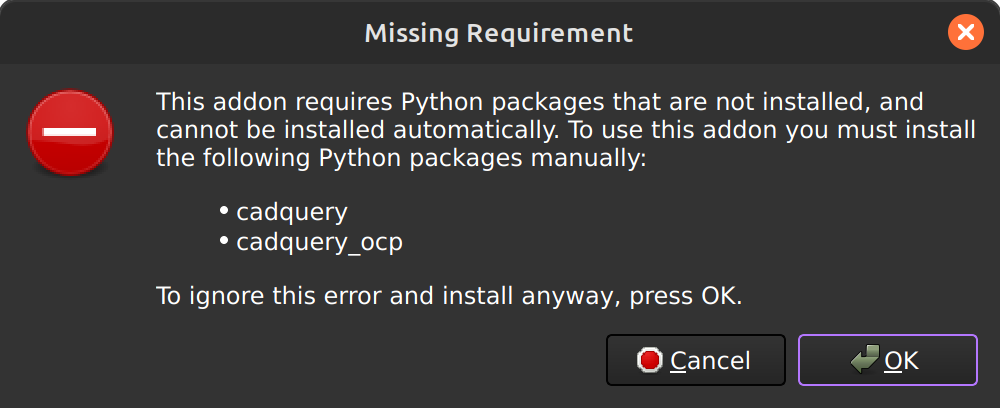 Missing Requirement
This addon requires Python packages that are not installed, and
cannot be installed automatically. To use this addon you must install
the following Python packages manually:
• cadquery
• cadquery_ocp
To ignore this error and install anyway, press OK.
Cancel
OK